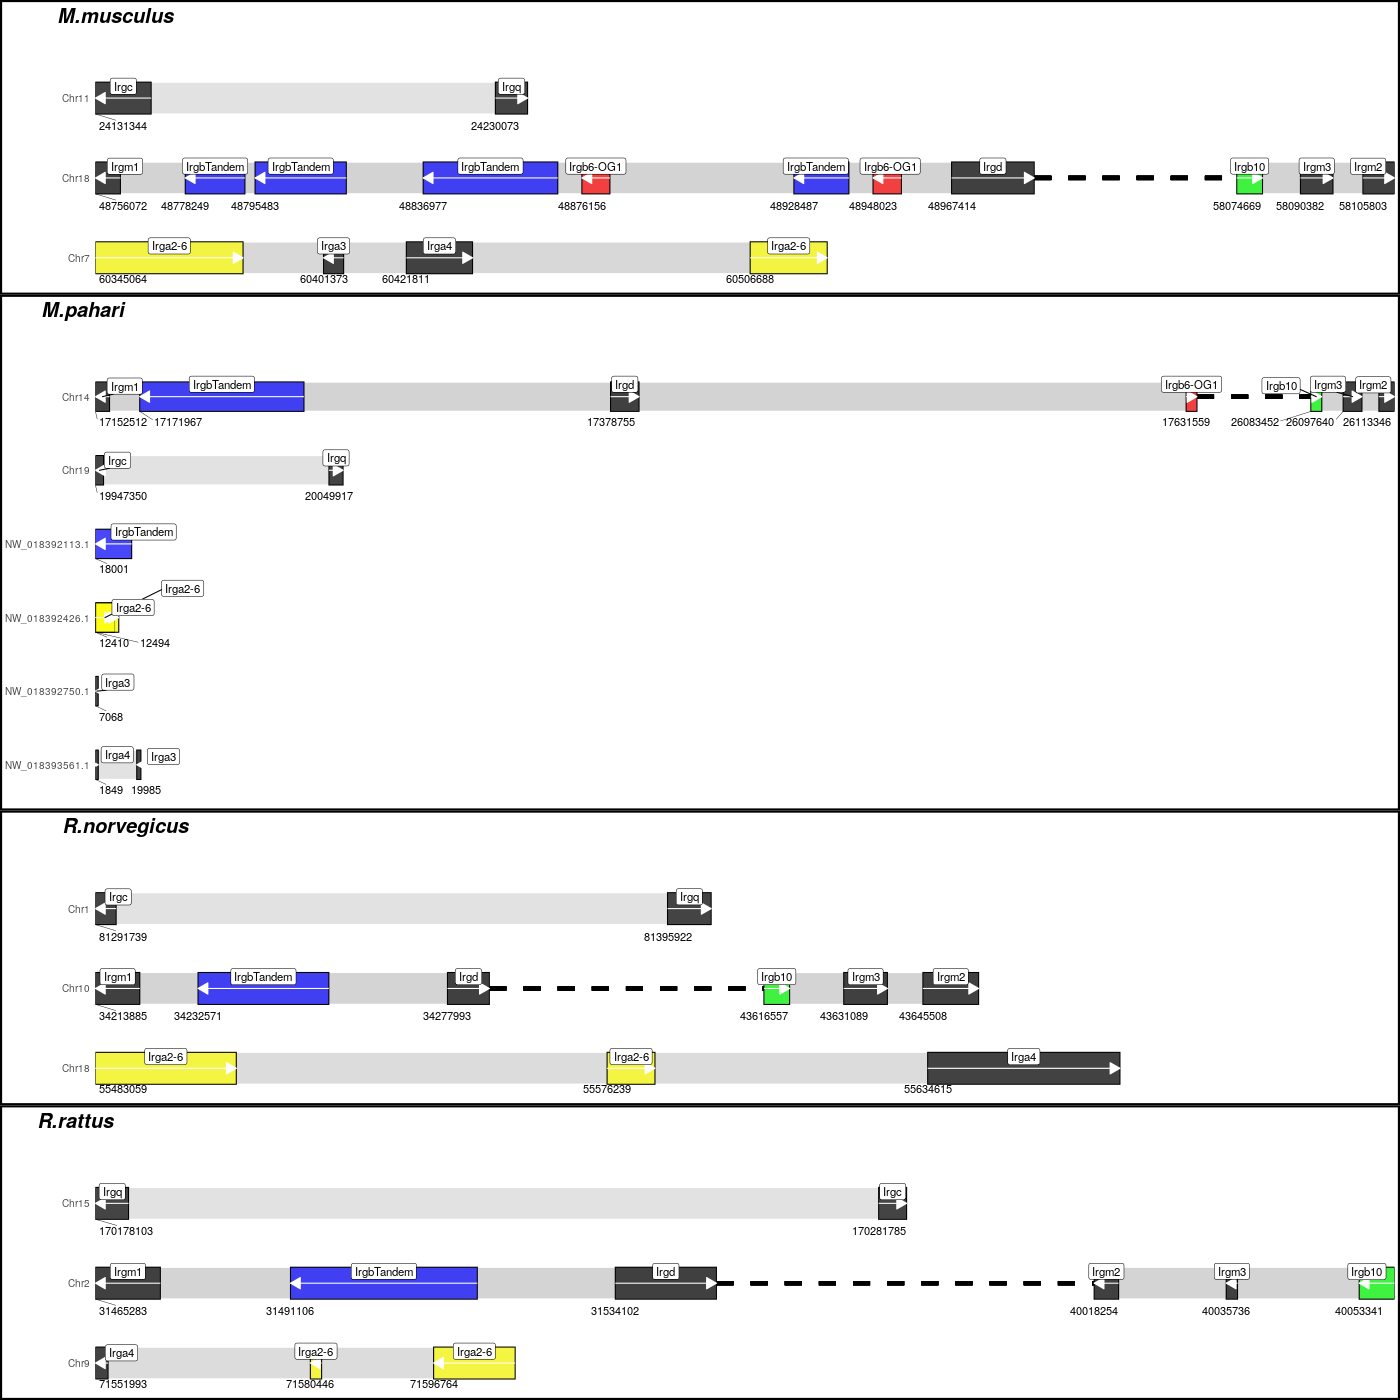 M.musculus
Irgc Irgq
Chr11
24131344 24230073
Irgm1 IrgbTandem IrgbTandem IrgbTandem Irgb6-OG1 IrgbTandem Irgb6-OG1 Irgd Irgb10 Irgm3 Irgm2
Chr18
48756072 48778249 48795483 48836977 48876156 48928487 48948023 48967414 58074669 58090382 58105803
Irga2-6 Irga3 Irga4 Irga2-6
Chr7
60345064 60401373 60421811 60506688
M.pahari
Irgm1 IrgbTandem Irgd Irgb6-OG1 Irgb10 Irgm3 Irgm2
Chr14
17152512 17171967 17378755 17631559 26083452 26097640 26113346
Irgc Irgq
Chr19
19947350 20049917
IrgbTandem
NW_018392113.1
18001
Irga2-6
Irga2-6
NW_018392426.1
12410 12494
Irga3
NW_018392750.1
7068
Irga4 Irga3
NW_018393561.1
1849 19985
R.norvegicus
Irgc Irgq
Chr1
81291739 81395922
Irgm1 IrgbTandem Irgd Irgb10 Irgm3 Irgm2
Chr10
34213885 34232571 34277993 43616557 43631089 43645508
Irga2-6 Irga2-6 Irga4
Chr18
55483059 55576239 55634615
R.rattus
Irgq Irgc
Chr15
170178103 170281785
Irgm1 IrgbTandem Irgd Irgm2 Irgm3 Irgb10
Chr2
31465283 31491106 31534102 40018254 40035736 40053341
Irga4 Irga2-6 Irga2-6
Chr9
71551993 71580446 71596764